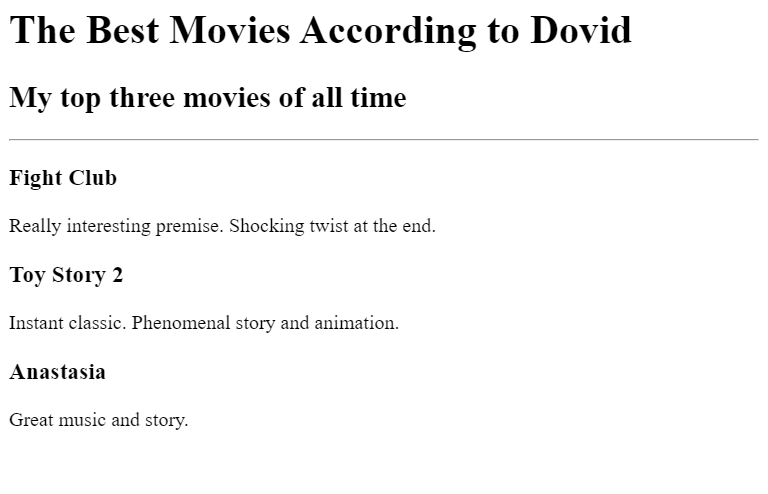 The Best Movies According to Dovid
My top three movies of all time
Fight Club
Really interesting premise. Shocking twist at the end.
Toy Story 2
Instant classic. Phenomenal story and animation.
Anastasia
Great music and story.